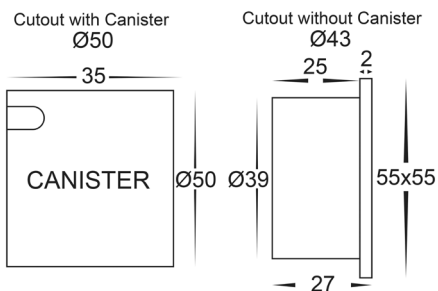 Cutout with Canister
Ø50
35
CANISTER
Ø50
Cutout without Canister
Ø43
25
2
Ø39
55x55
27